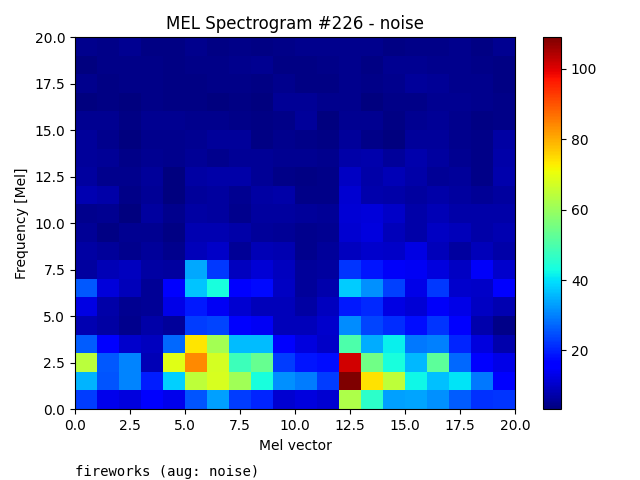 MEL Spectrogram #226 - noise
20.0
17.5
15.0
12.5
10.0
7.5
5.0
2.5
0.0
Frequency [Mel]
0.0 2.5 5.0 7.5 10.0 12.5 15.0 17.5 20.0
Mel vector
100
80
60
40
20
fireworks (aug: noise)